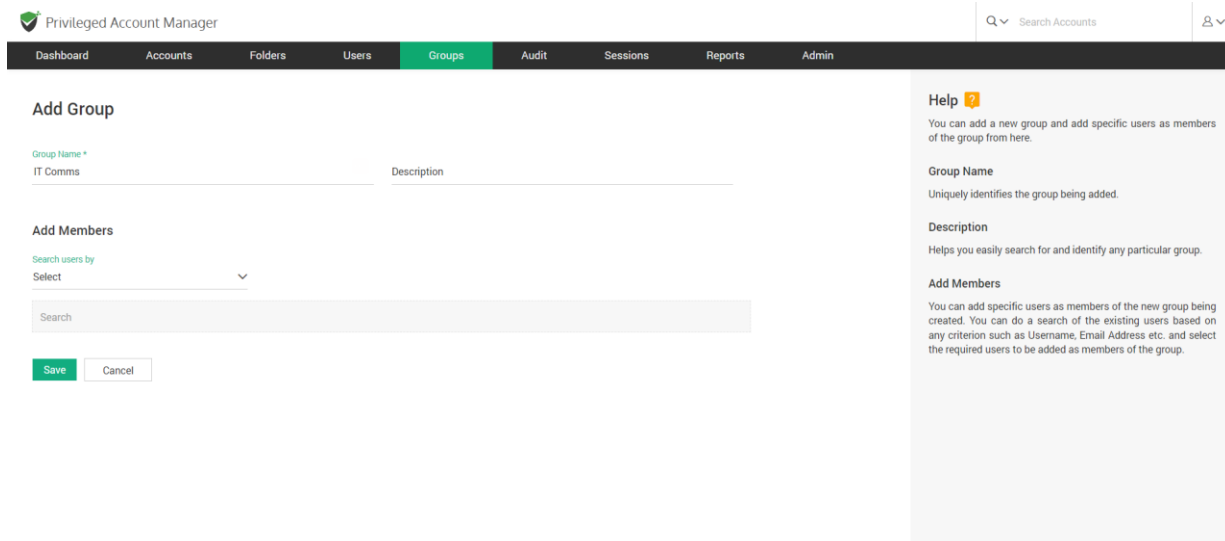 Privileged Account Manager
Search Accounts
Dashboard Accounts Folders Users Groups Audit Sessions Reports Admin
Add Group
Group Name *
IT Comms
Description
Add Members
Search users by
Select
Search
Save Cancel
Help ?
You can add a new group and add specific users as members
of the group from here.
Group Name
Uniquely identifies the group being added.
Description
Helps you easily search for and identify any particular group.
Add Members
You can add specific users as members of the new group being
created. You can do a search of the existing users based on
any criterion such as Username, Email Address etc. and select
the required users to be added as members of the group.